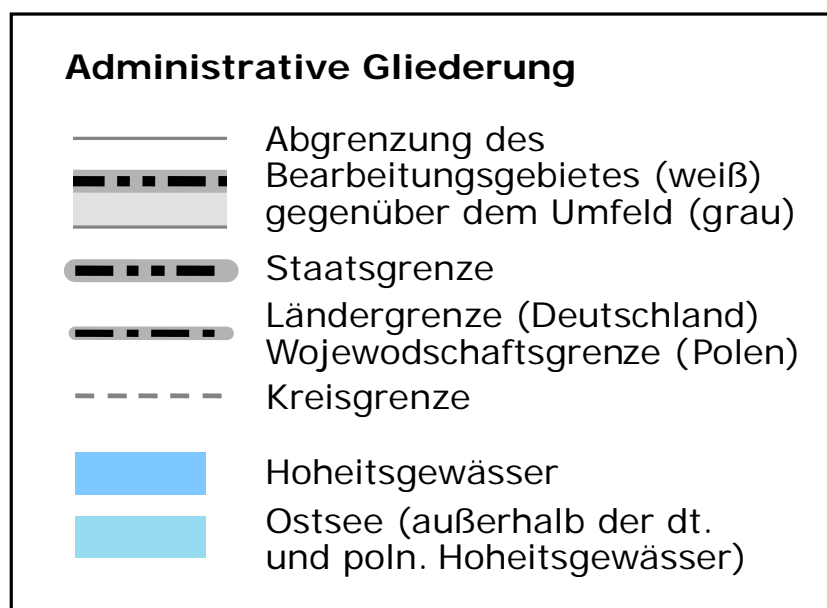 Administrative Gliederung
Abgrenzung des
Bearbeitungsgebietes (weiß)
gegenüber dem Umfeld (grau)
Staatsgrenze
Ländergrenze (Deutschland)
Wojewodschaftsgrenze (Polen)
Kreisgrenze
Hoheitsgewässer
Ostsee (außerhalb der dt.
und poln. Hoheitsgewässer)